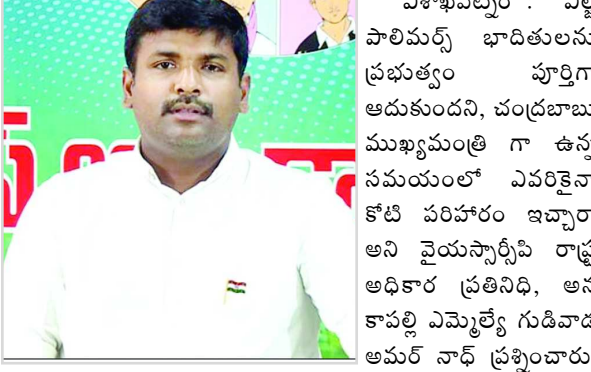 పాలిమర్స్ భాదితులను
ప్రభుత్వం పూర్తిగా
ఆదుకుందని, చంద్రబాబు
ముఖ్యమంత్రి గా ఉన్న
సమయంలో ఎవరికైనా
కోటి పరిహారం ఇచ్చారా
అని వైయస్సార్సీపి రాష్ట్ర
అధికార ప్రతినిధి, అన
కాపల్లి ఎమ్మెల్యే గుడివాడ
అమర్ నాధ్ ప్రశ్నించారు